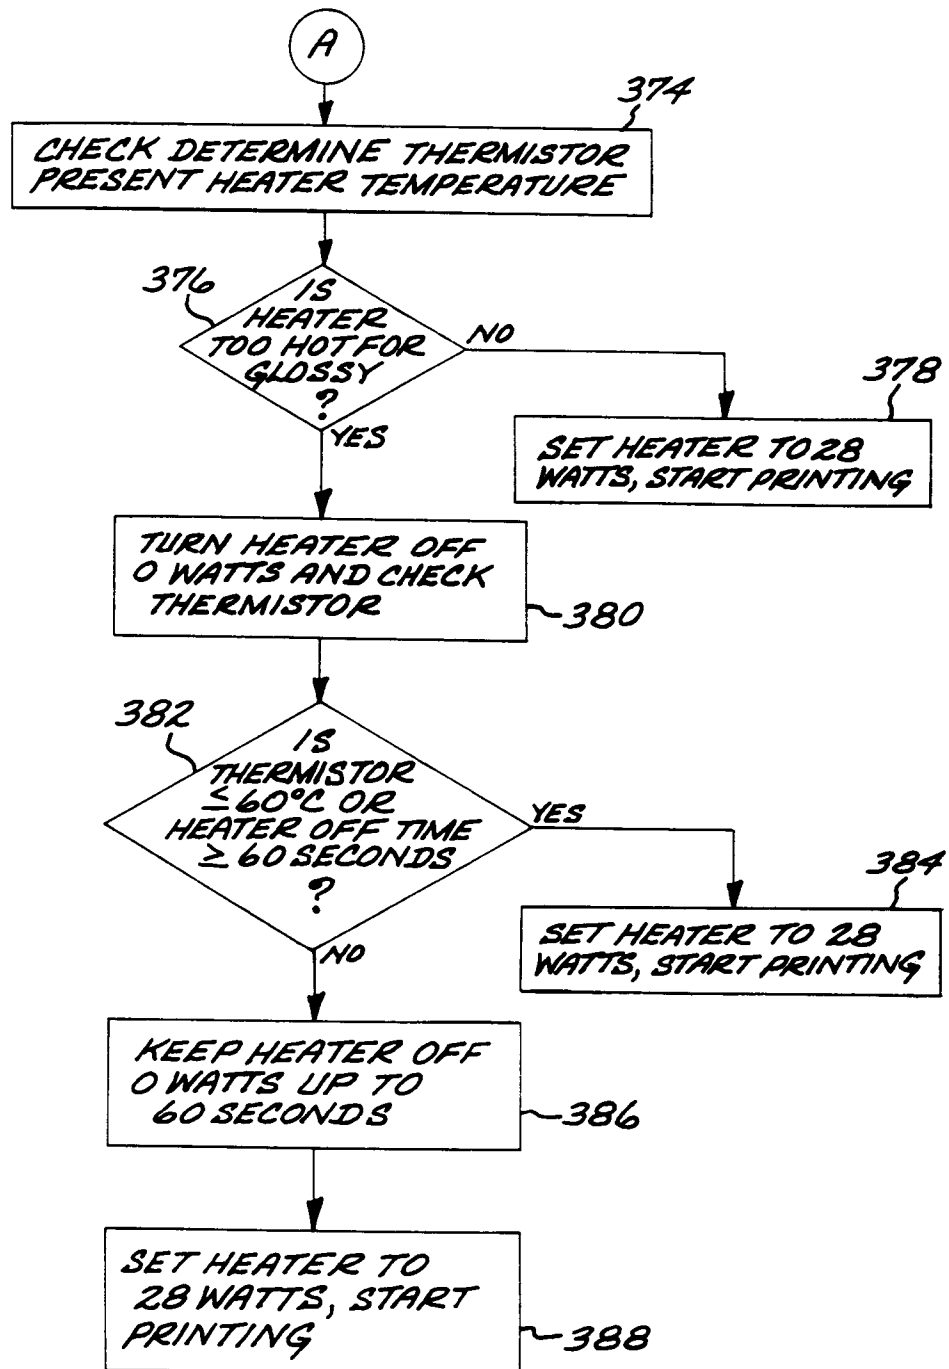 A
374
CHECK DETERMINE THERMISTOR
PRESENT HEATER TEMPERATURE
376
IS
HEATER
TOO HOT FOR
GLOSSY
?
NO
YES
378
SET HEATER TO 28
WATTS, START PRINTING
TURN HEATER OFF
0 WATTS AND CHECK
THERMISTOR
380
382
IS
THERMISTOR
≤ 60°C OR
HEATER OFF TIME
≥ 60 SECONDS
?
YES
NO
384
SET HEATER TO 28
WATTS, START PRINTING
KEEP HEATER OFF
0 WATTS UP TO
60 SECONDS
386
SET HEATER TO
28 WATTS, START
PRINTING
388